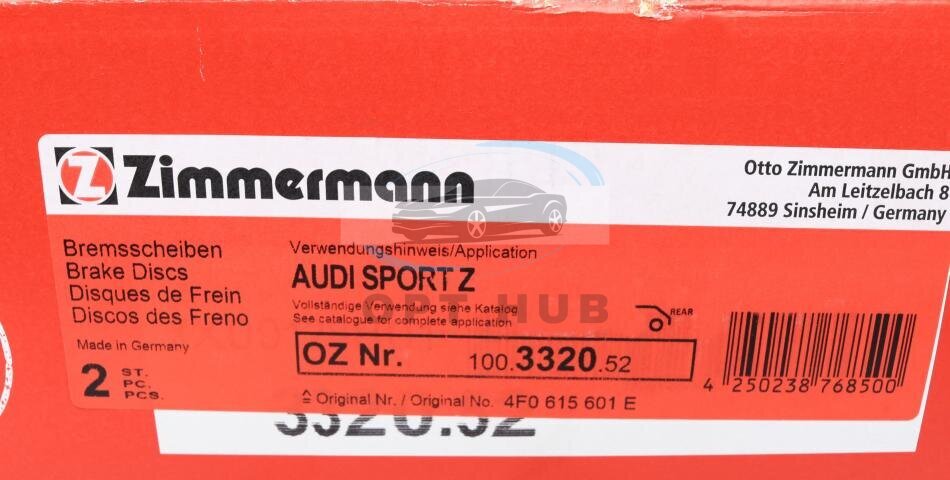 Z Zimmermann
Otto Zimmermann GmbH
Am Leitzelbach 8
74889 Sinsheim / Germany
Bremsscheiben
Brake Discs
Disques de Frein
Discos des Freno
Made in Germany
2 ST.
PC.
PCS.
Verwendungshinweis/Application
AUDI SPORT Z
Vollständige Verwendung siehe Katalog
See catalogue for complete application
OPT HUB
REAR
OZ Nr. 100.3320.52
≙ Original Nr. / Original No. 4F0 615 601 E
4 250238 768500
3320.52